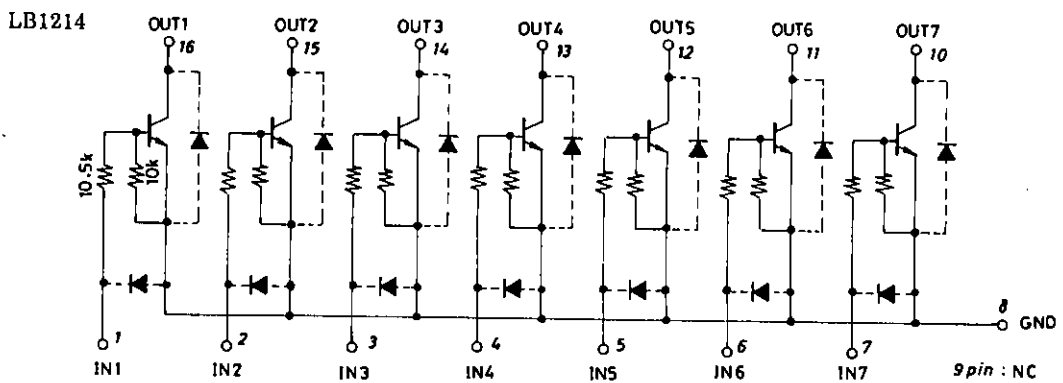 LB1214
OUT1 OUT2 OUT3 OUT4 OUT5 OUT6 OUT7
16 15 14 13 12 11 10
10.5k 10k
8 GND
1 2 3 4 5 6 7
IN1 IN2 IN3 IN4 IN5 IN6 IN7 9pin : NC